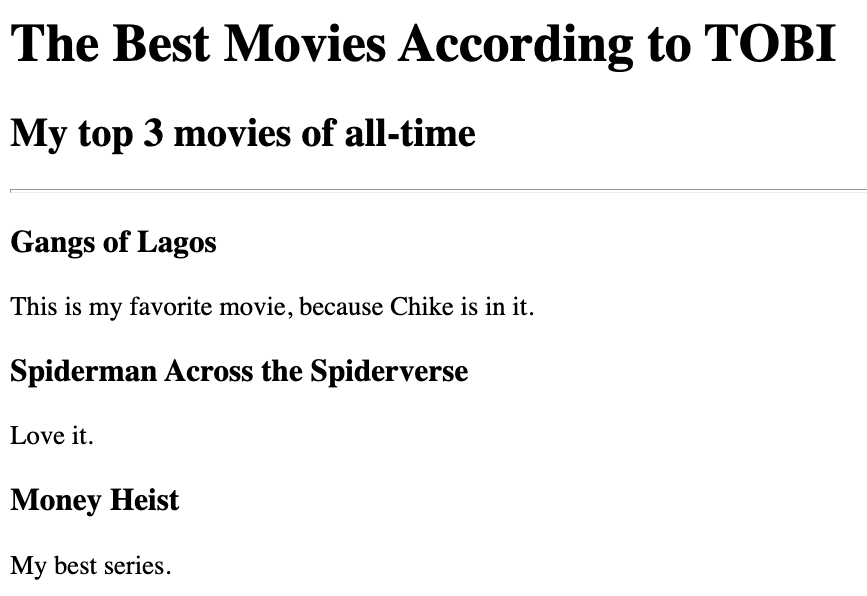 The Best Movies According to TOBI
My top 3 movies of all-time
Gangs of Lagos
This is my favorite movie, because Chike is in it.
Spiderman Across the Spiderverse
Love it.
Money Heist
My best series.